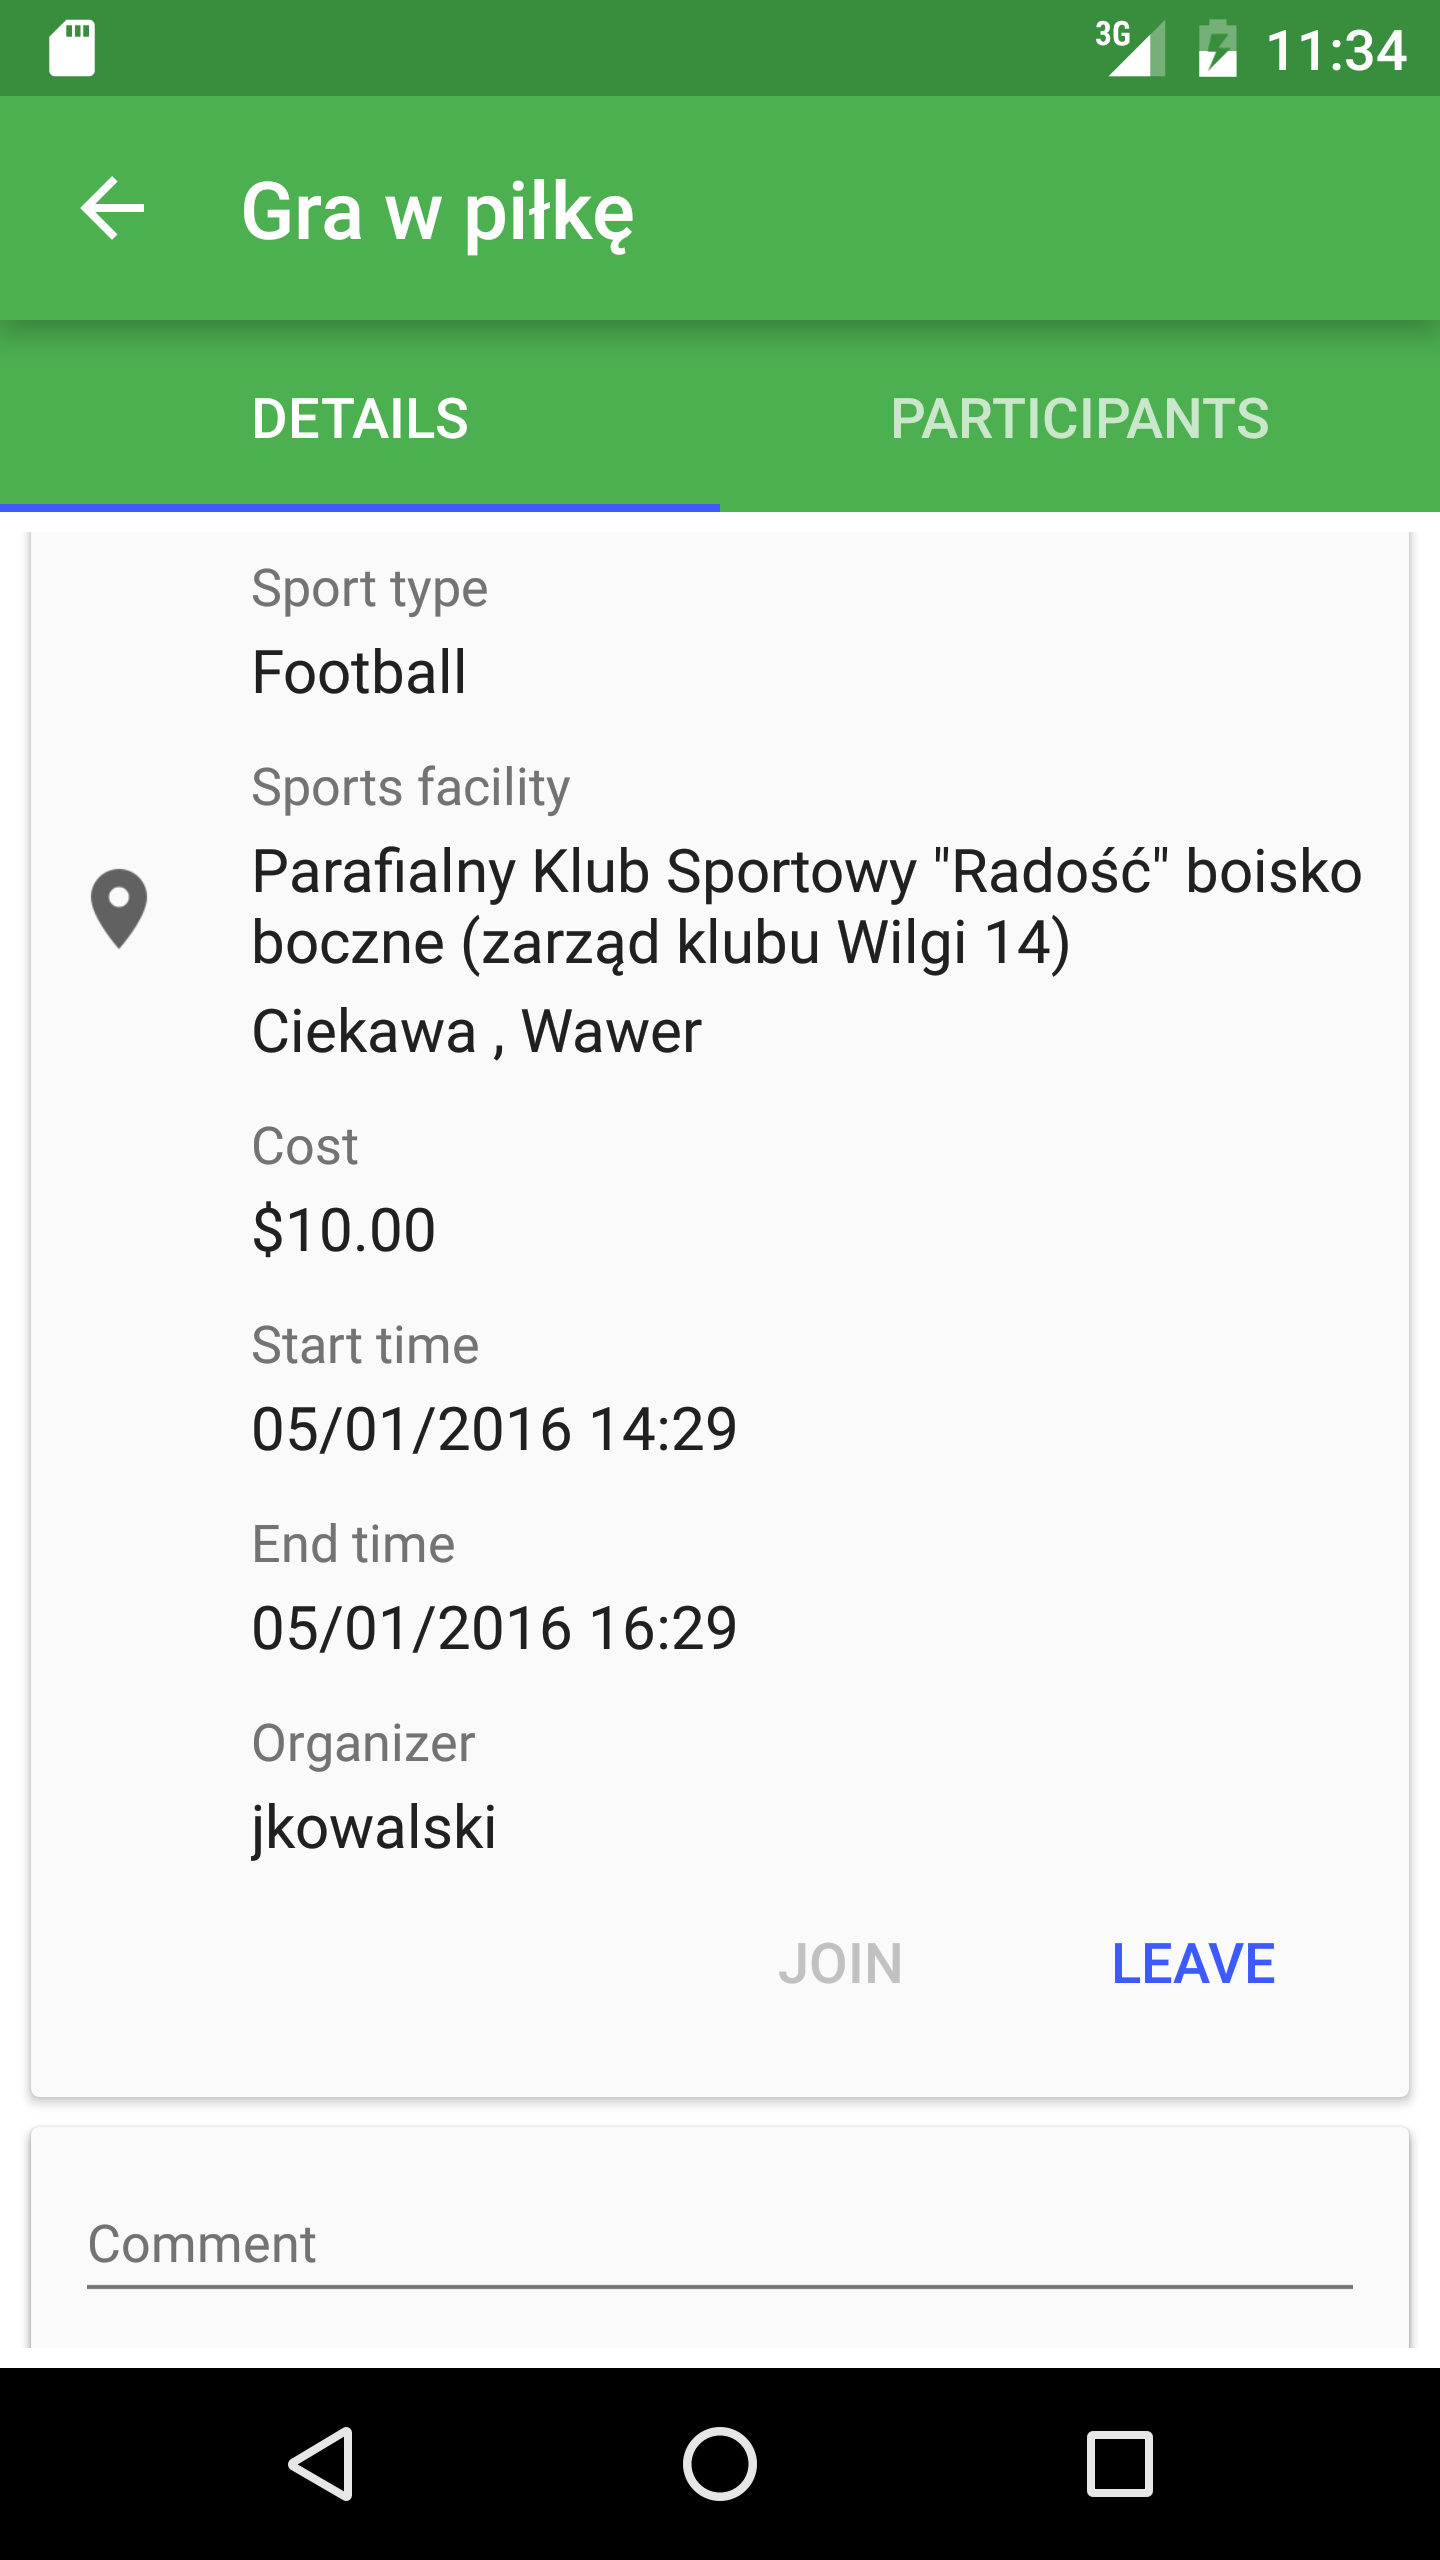 3G 11:34
Gra w piłkę
DETAILS PARTICIPANTS
Sport type
Football
Sports facility
Parafialny Klub Sportowy "Radość" boisko
boczne (zarząd klubu Wilgi 14)
Ciekawa , Wawer
Cost
$10.00
Start time
05/01/2016 14:29
End time
05/01/2016 16:29
Organizer
jkowalski
JOIN LEAVE
Comment